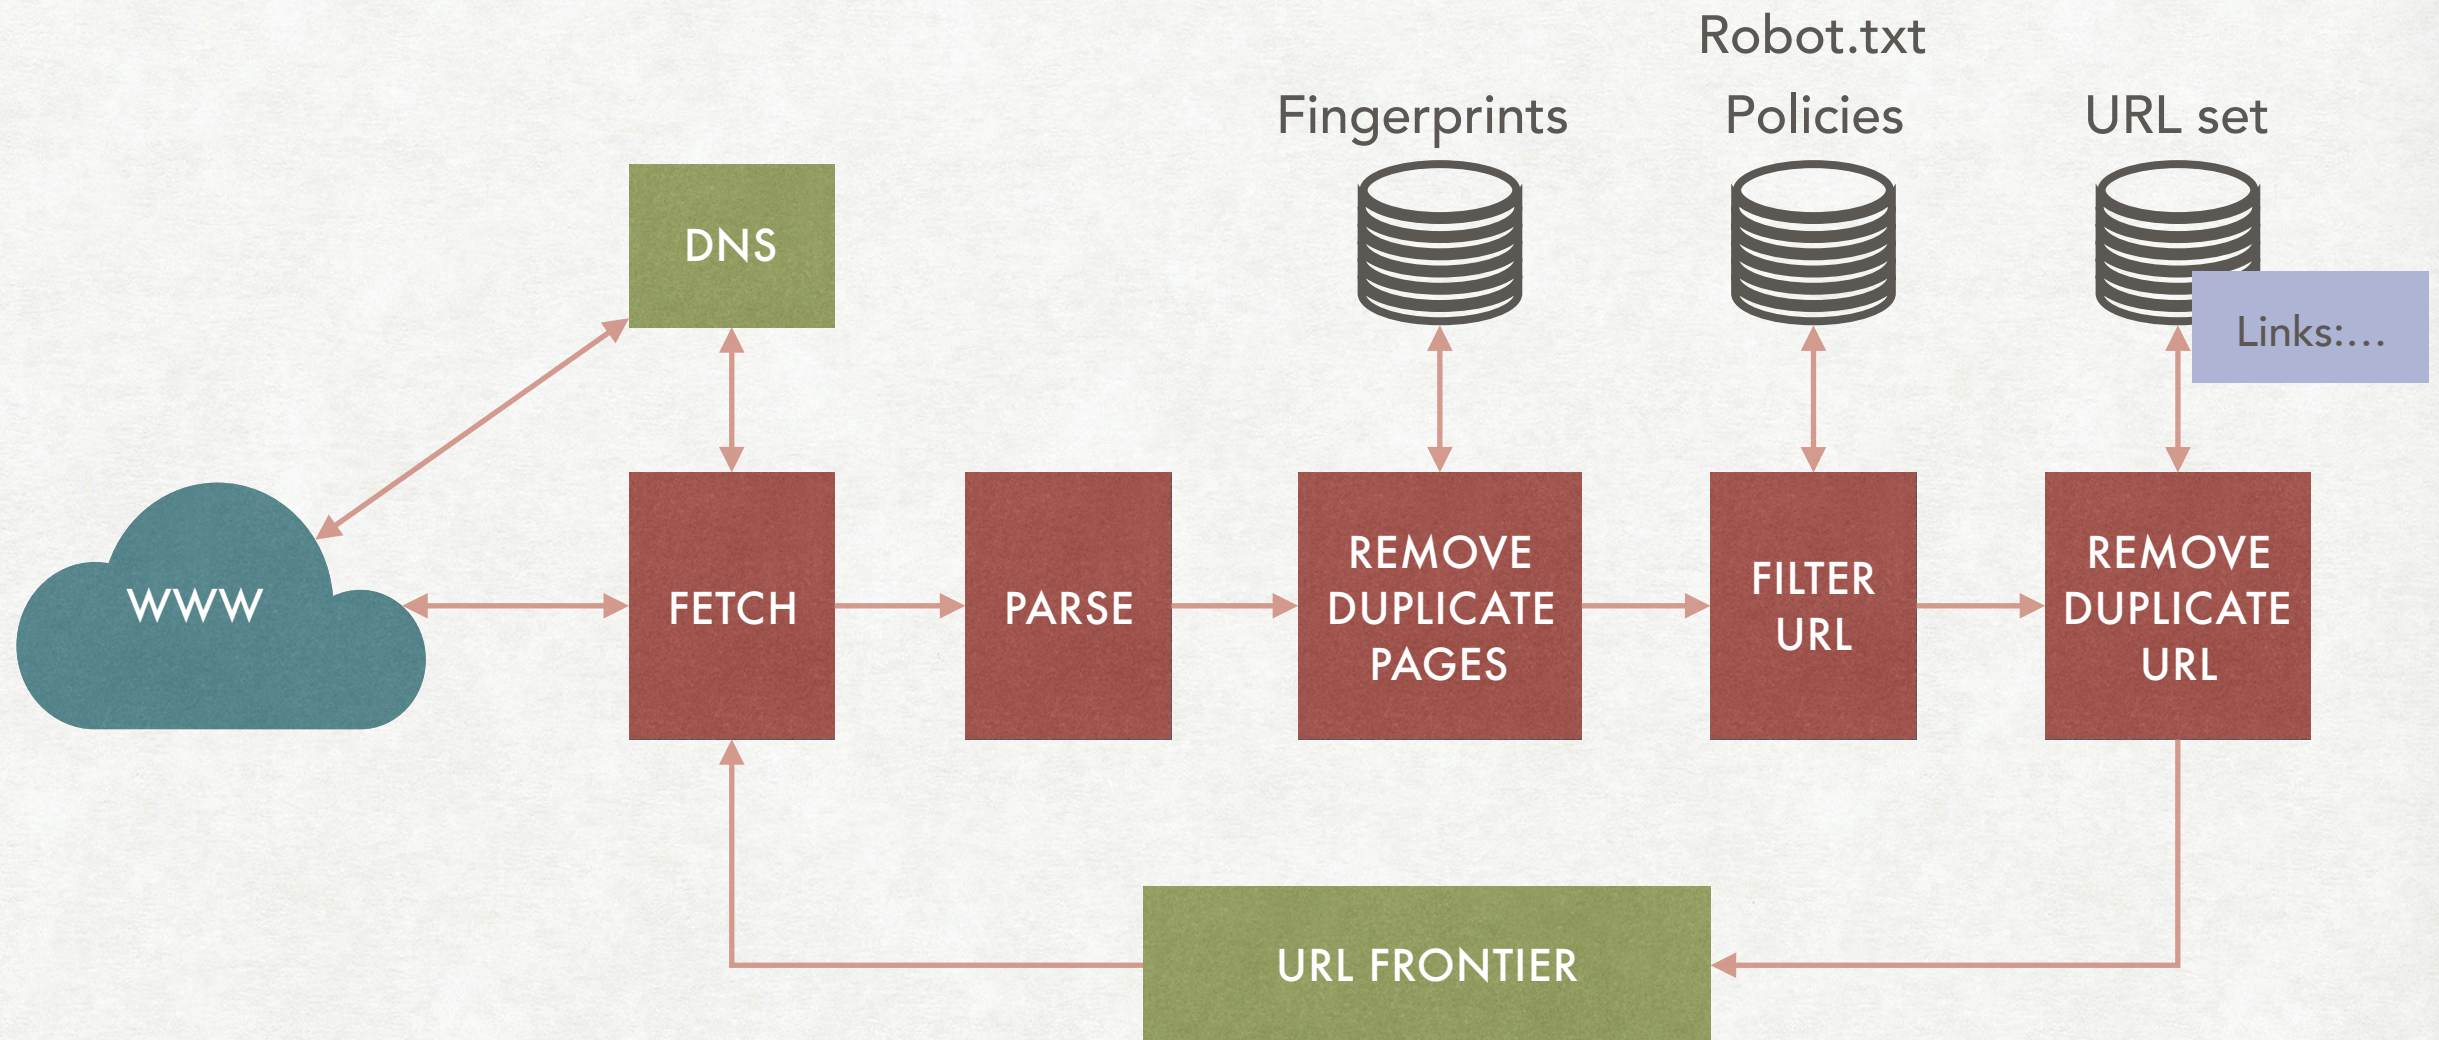 Robot.txt
Fingerprints
Policies
URL set
DNS
Links:...
WWW
FETCH
PARSE
REMOVE
DUPLICATE
PAGES
FILTER
URL
REMOVE
DUPLICATE
URL
URL FRONTIER